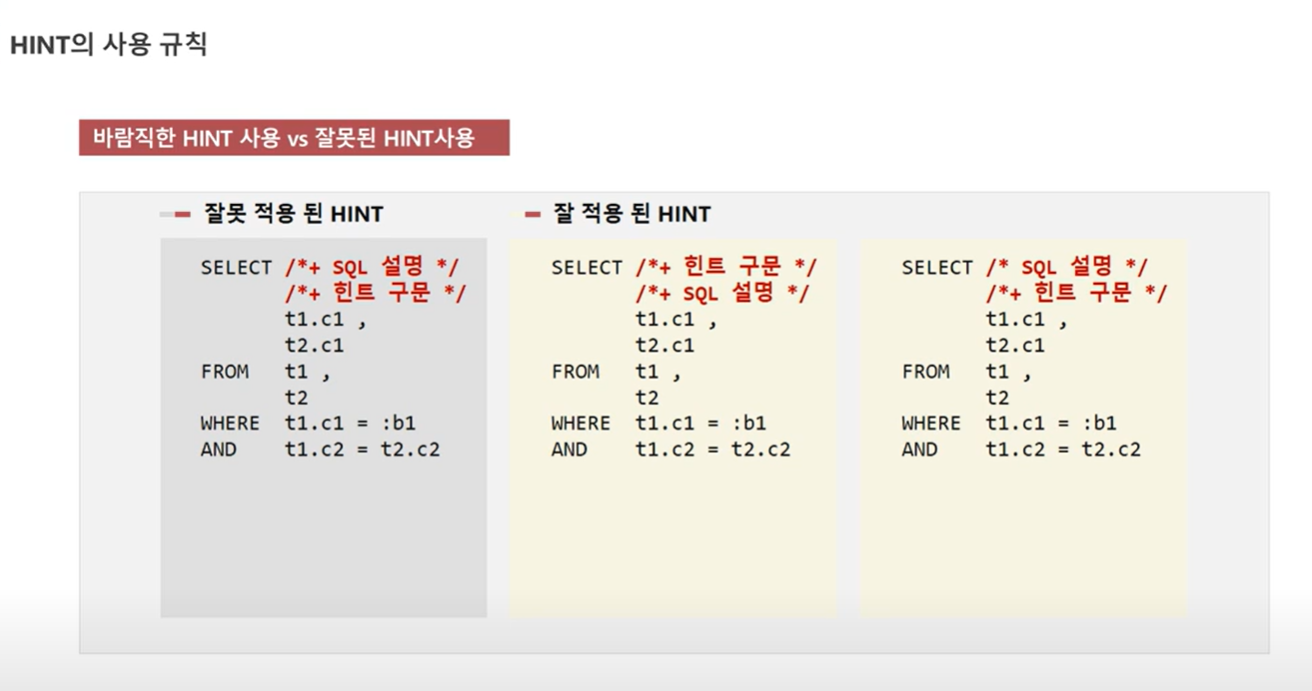 HINT의 사용 규칙
바람직한 HINT 사용 vs 잘못된 HINT사용
잘못 적용 된 HINT
SELECT /*+ SQL 설명 */
/*+ 힌트 구문 */
t1.c1 ,
t2.c1
FROM t1 ,
t2
WHERE t1.c1 = :b1
AND t1.c2 = t2.c2
잘 적용 된 HINT
SELECT /*+ 힌트 구문 */
/*+ SQL 설명 */
t1.c1 ,
t2.c1
FROM t1 ,
t2
WHERE t1.c1 = :b1
AND t1.c2 = t2.c2
SELECT /* SQL 설명 */
/*+ 힌트 구문 */
t1.c1 ,
t2.c1
FROM t1 ,
t2
WHERE t1.c1 = :b1
AND t1.c2 = t2.c2